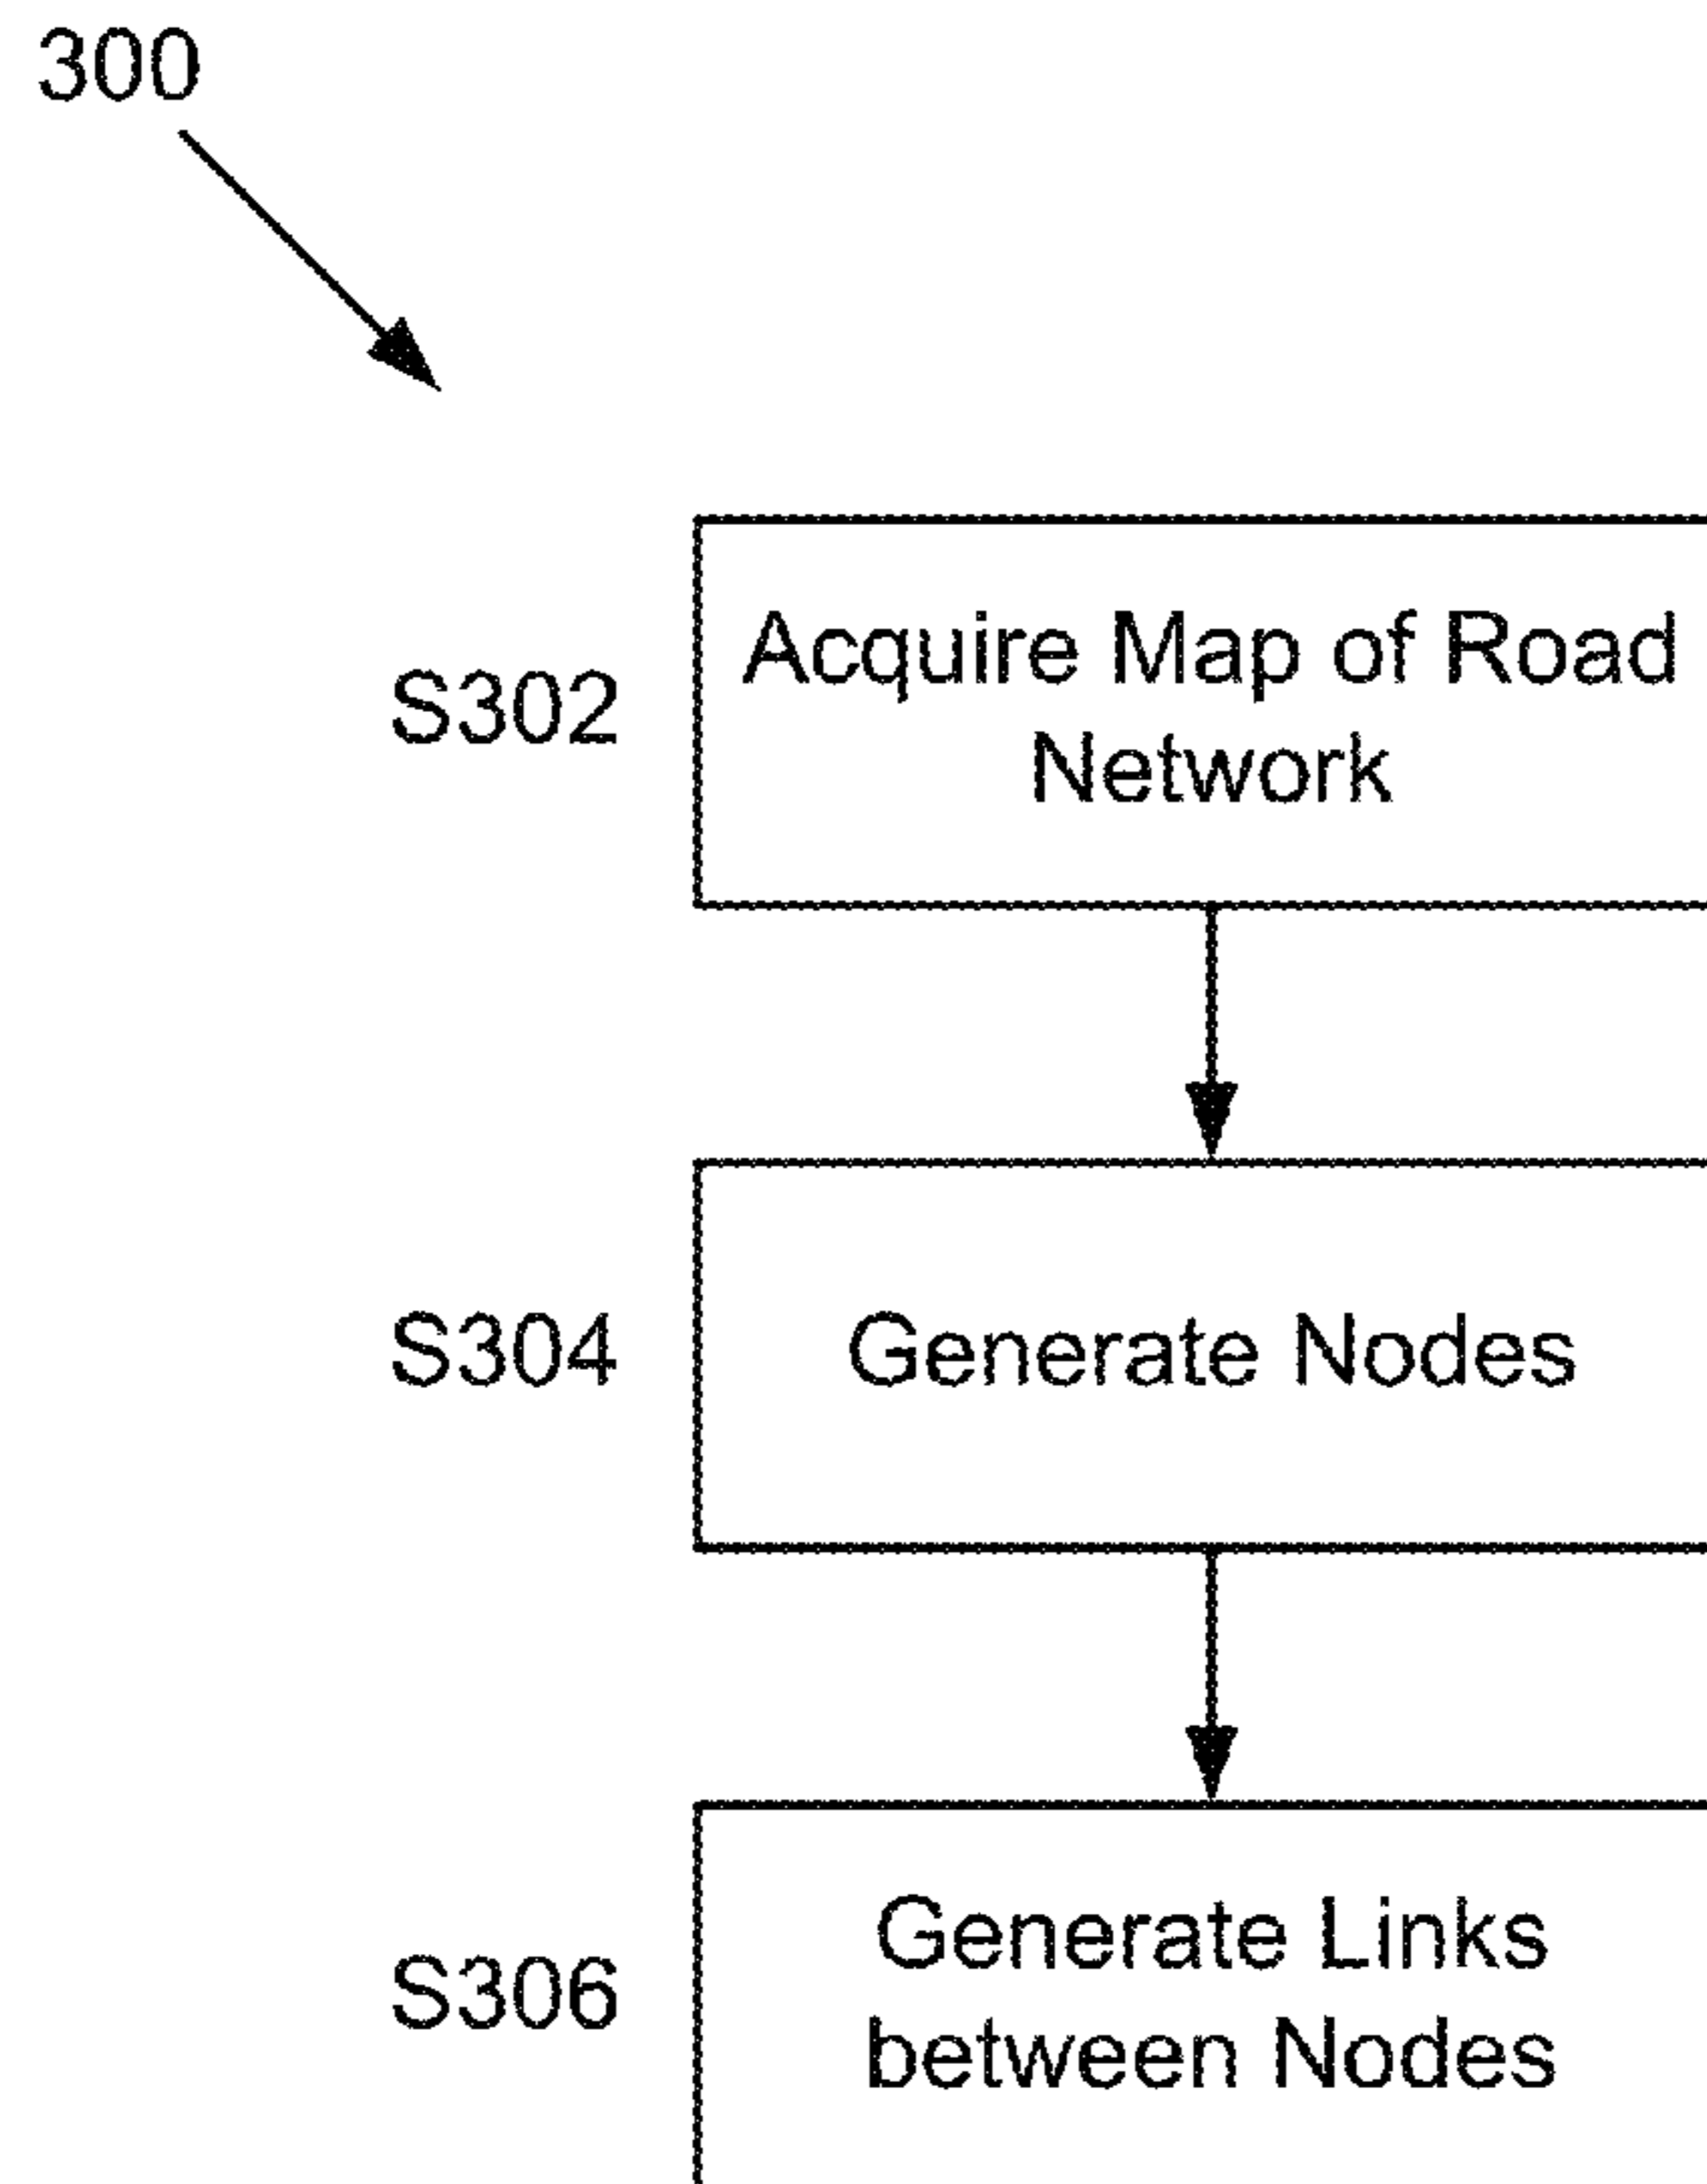 300
S302
Acquire Map of Road
Network
S304
Generate Nodes
S306
Generate Links
between Nodes